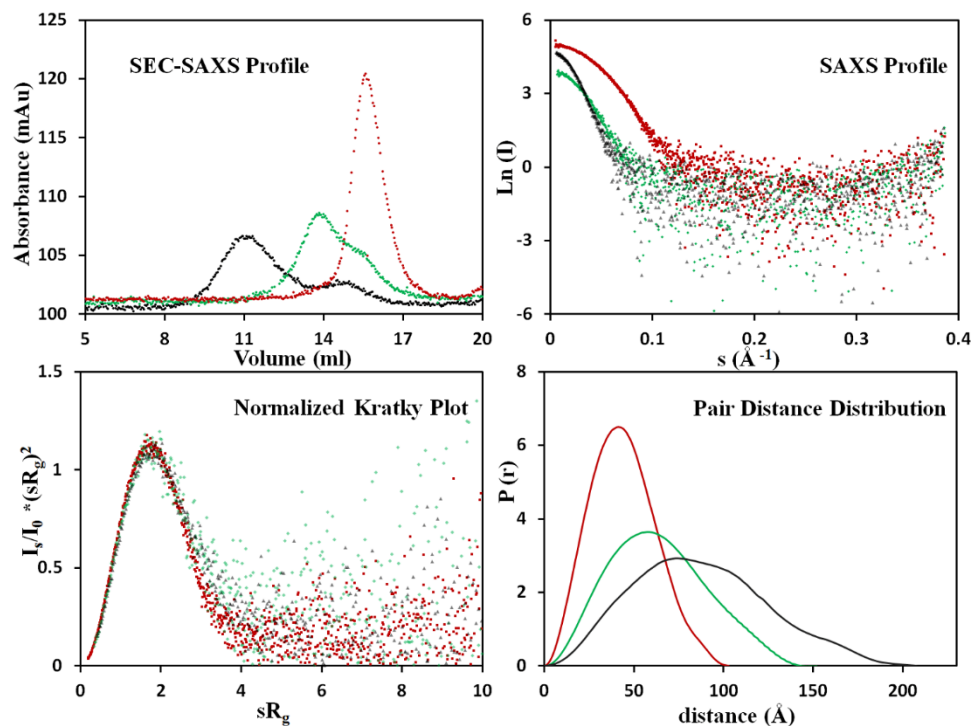 125
120
115
110
105
100
Absorbance (mAu)
SEC-SAXS Profile
5 8 11 14 17 20
Volume (ml)
6
3
0
-3
-6
Ln (I)
SAXS Profile
0 0.1 0.2 0.3 0.4
s (Å -1)
1.5
1
0.5
0
Is/I0 *(sRg)2
Normalized Kratky Plot
0 2 4 6 8 10
sRg
8
6
4
2
0
P (r)
Pair Distance Distribution
0 50 100 150 200
distance (Å)